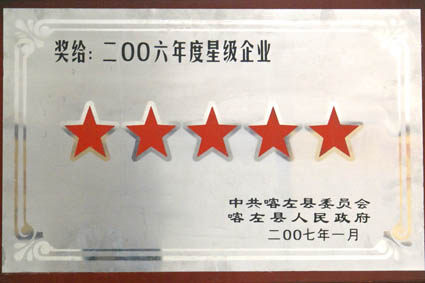 奖给：二00六年度星级企业
中共喀左县委员会
喀左县人民政府
二00七年一月